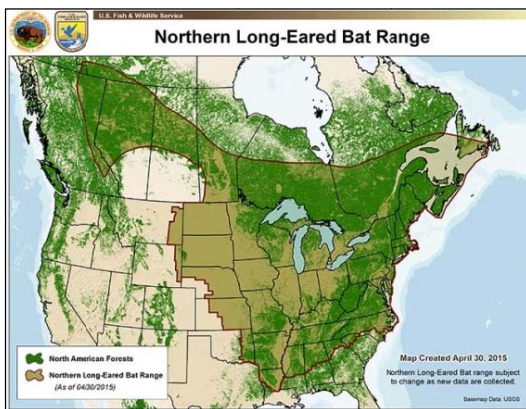 U.S. Fish & Wildlife Service
Northern Long-Eared Bat Range
North American Forests
Northern Long-Eared Bat Range
(As of 04/30/2015)
Map Created April 30, 2015
Northern Long-Eared Bat range subject
to change as new data are collected.
Basemap Data: USGS